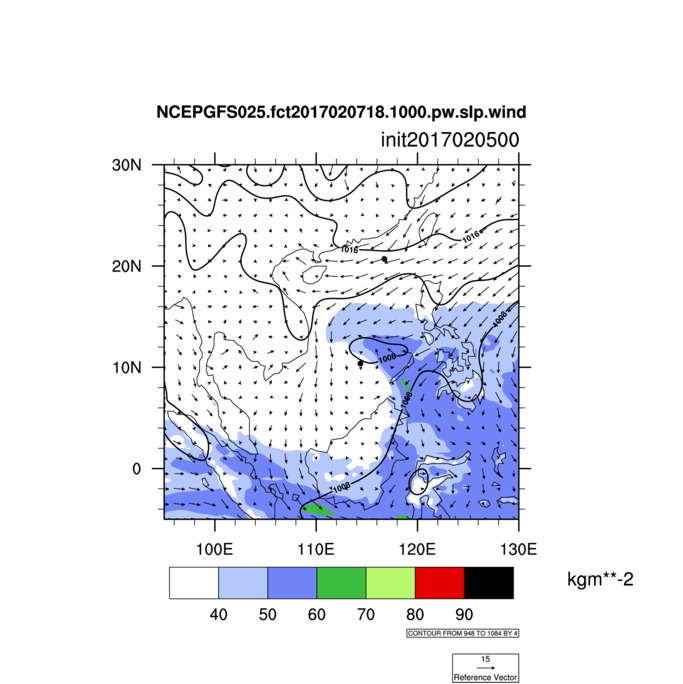 NCEPGFS025.fct2017020718.1000.pw.slp.wind
init2017020500
30N
20N
10N
0
1016
1016
1008
1008
1008
1008
100E 110E 120E 130E
kgm**-2
40 50 60 70 80 90
CONTOUR FROM 948 TO 1084 BY 4
15
Reference Vector